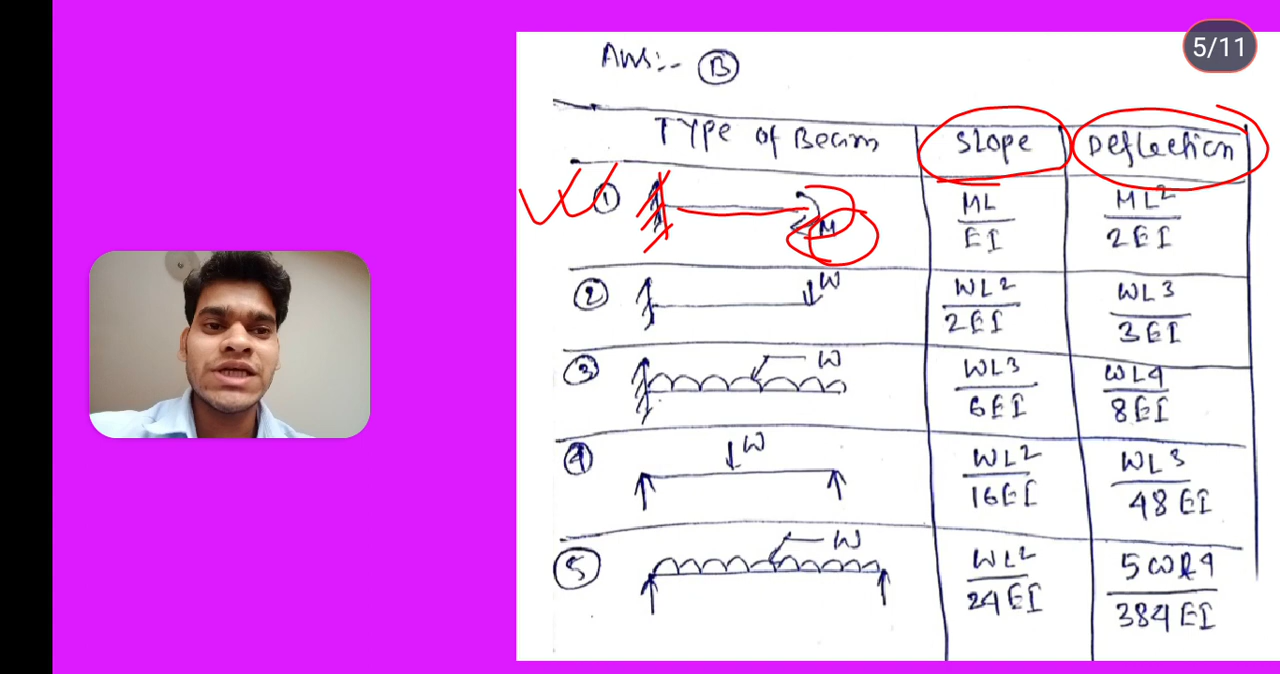 5/11
Ans:- (B)
Type of Beam Slope Deflection
① M ML/EI ML2/2EI
② W WL2/2EI WL3/3EI
③ W WL3/6EI WL4/8EI
④ W WL2/16EI WL3/48EI
⑤ W WL2/24EI 5WL4/384EI